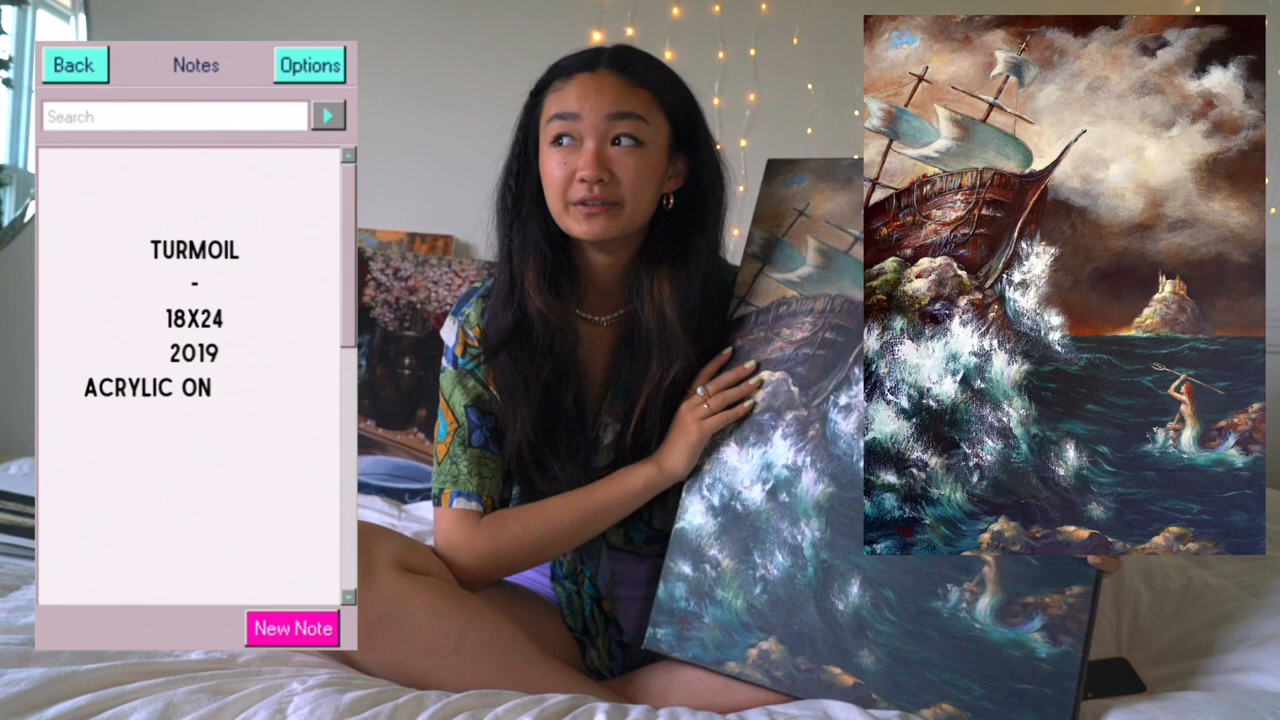 Back
Notes
Options
Search
TURMOIL
-
18X24
2019
ACRYLIC ON
New Note